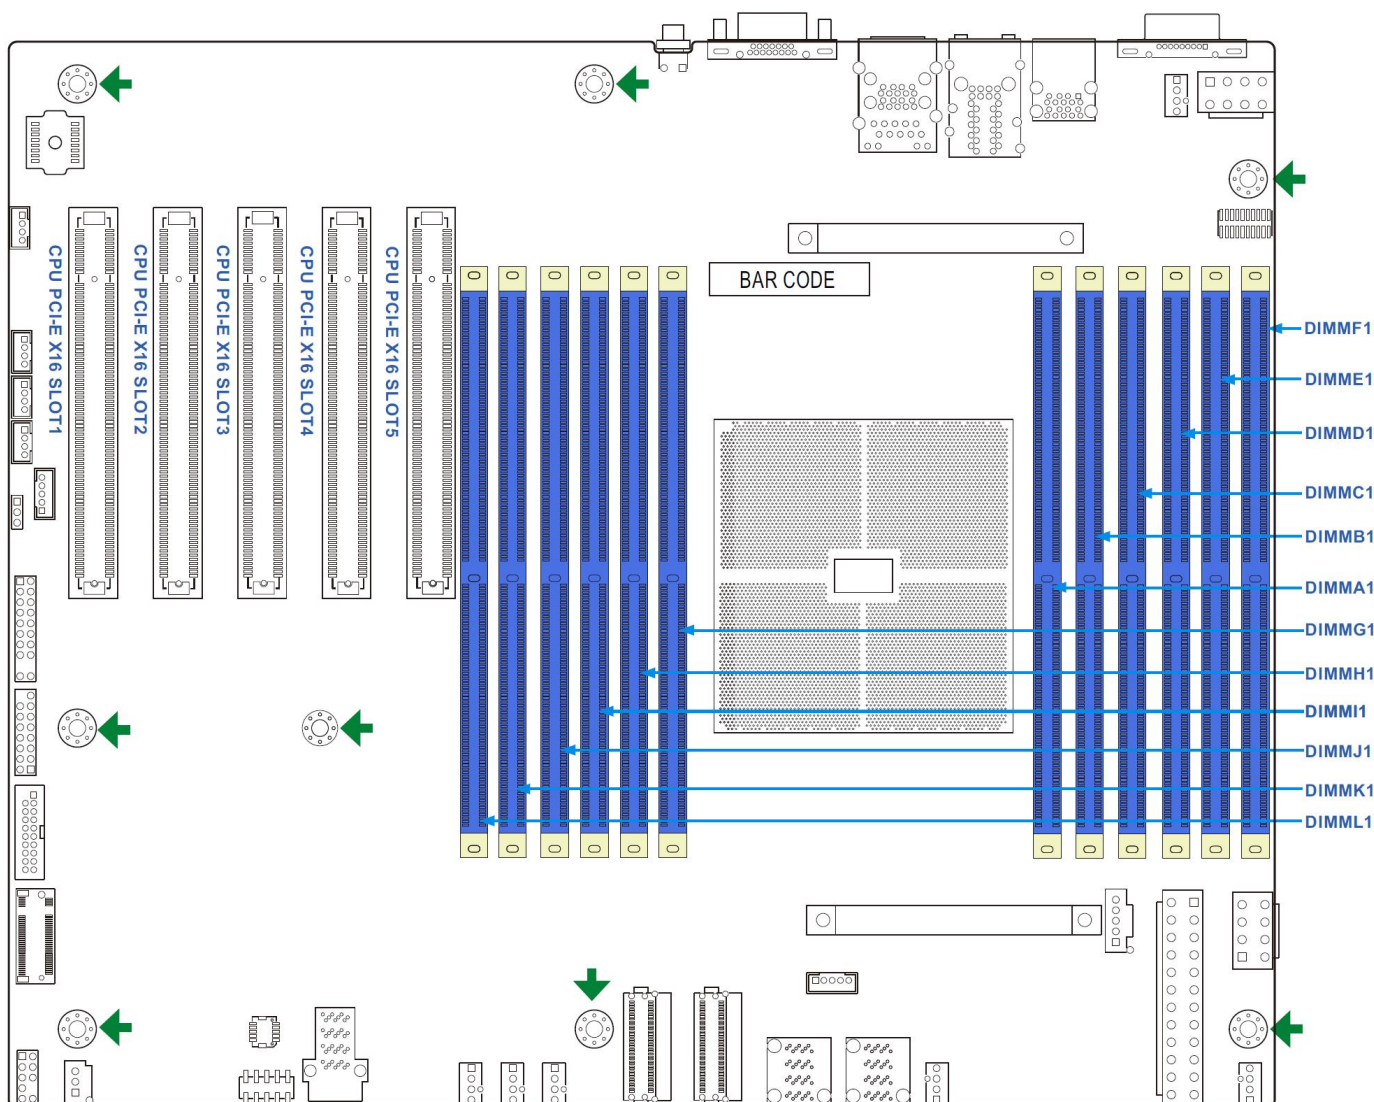 CPU PCI-E X16 SLOT1
CPU PCI-E X16 SLOT2
CPU PCI-E X16 SLOT3
CPU PCI-E X16 SLOT4
CPU PCI-E X16 SLOT5
BAR CODE
DIMMF1
DIMME1
DIMMD1
DIMMC1
DIMMB1
DIMMA1
DIMMG1
DIMMH1
DIMMI1
DIMMJ1
DIMMK1
DIMML1